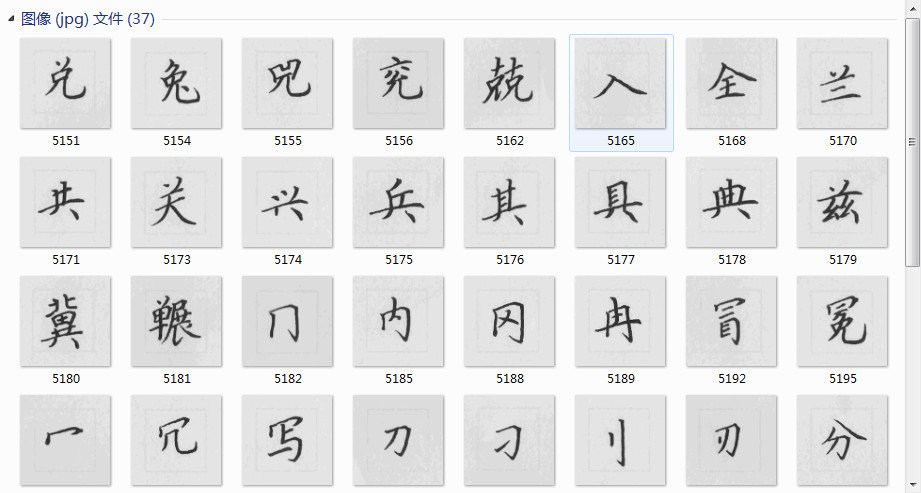 图像 (jpg) 文件 (37)
兑 兔 兕 兖 兢 入 全 兰
5151 5154 5155 5156 5162 5165 5168 5170
共 关 兴 兵 其 具 典 兹
5171 5173 5174 5175 5176 5177 5178 5179
冀 冁 冂 内 冈 冉 冒 冕
5180 5181 5182 5185 5188 5189 5192 5195
冖 冗 写 刀 刁 刂 刃 分